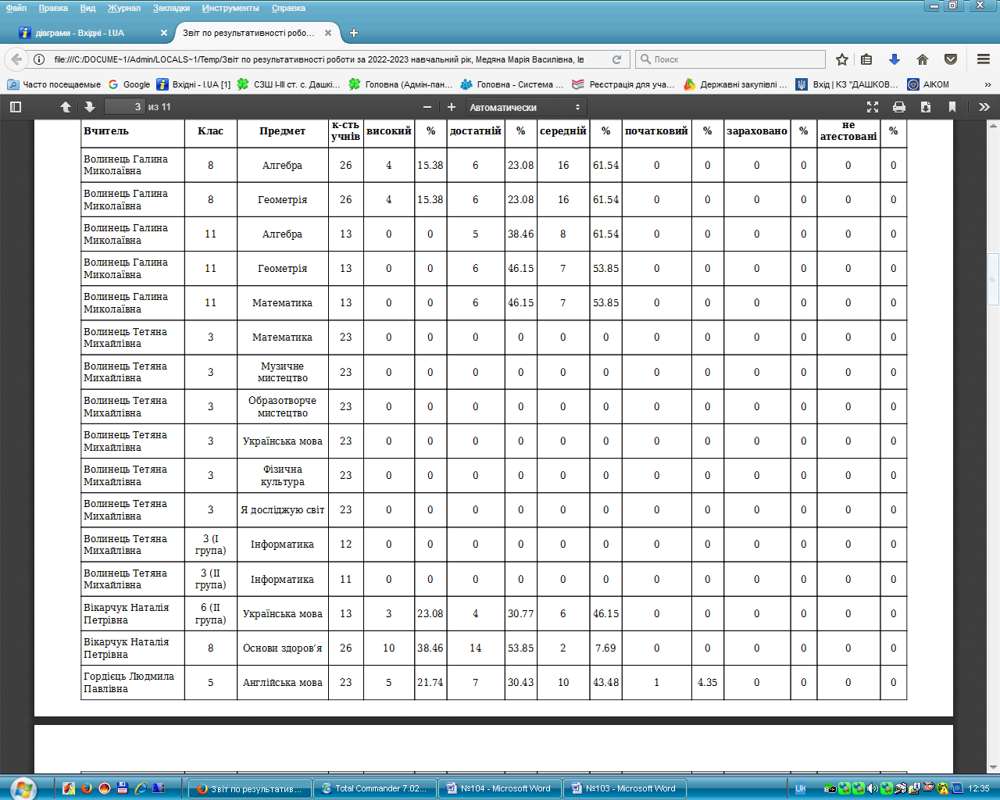 Файл Правка Вид Журнал Закладки Инструменты Справка
діаграми - Вхідні - I.UA
Звіт по результативності робо...
file:///C:/DOCUME~1/Admin/LOCALS~1/Temp/Звіт по результативності роботи за 2022-2023 навчальний рік, Медяна Марія Василівна, Ів
Поиск
Часто посещаемые Google Вхідні - I.UA [1] СЗШ І-ІІІ ст. с. Дашкі... Головна (Адмін-пан... Головна - Система ... Реєстрація для уча... Державні закупівлі ... Вхід | КЗ "ДАШКОВ... АІКОМ »
3 из 11
Автоматически
Вчитель Клас Предмет к-сть учнів високий % достатній % середній % початковий % зараховано % не атестовані %
Волинець Галина Миколаївна 8 Алгебра 26 4 15.38 6 23.08 16 61.54 0 0 0 0 0 0
Волинець Галина Миколаївна 8 Геометрія 26 4 15.38 6 23.08 16 61.54 0 0 0 0 0 0
Волинець Галина Миколаївна 11 Алгебра 13 0 0 5 38.46 8 61.54 0 0 0 0 0 0
Волинець Галина Миколаївна 11 Геометрія 13 0 0 6 46.15 7 53.85 0 0 0 0 0 0
Волинець Галина Миколаївна 11 Математика 13 0 0 6 46.15 7 53.85 0 0 0 0 0 0
Волинець Тетяна Михайлівна 3 Математика 23 0 0 0 0 0 0 0 0 0 0 0 0
Волинець Тетяна Михайлівна 3 Музичне мистецтво 23 0 0 0 0 0 0 0 0 0 0 0 0
Волинець Тетяна Михайлівна 3 Образотворче мистецтво 23 0 0 0 0 0 0 0 0 0 0 0 0
Волинець Тетяна Михайлівна 3 Українська мова 23 0 0 0 0 0 0 0 0 0 0 0 0
Волинець Тетяна Михайлівна 3 Фізична культура 23 0 0 0 0 0 0 0 0 0 0 0 0
Волинець Тетяна Михайлівна 3 Я досліджую світ 23 0 0 0 0 0 0 0 0 0 0 0 0
Волинець Тетяна Михайлівна 3 (І група) Інформатика 12 0 0 0 0 0 0 0 0 0 0 0 0
Волинець Тетяна Михайлівна 3 (ІІ група) Інформатика 11 0 0 0 0 0 0 0 0 0 0 0 0
Вікарчук Наталія Петрівна 6 (ІІ група) Українська мова 13 3 23.08 4 30.77 6 46.15 0 0 0 0 0 0
Вікарчук Наталія Петрівна 8 Основи здоров’я 26 10 38.46 14 53.85 2 7.69 0 0 0 0 0 0
Гордієць Людмила Павлівна 5 Англійська мова 23 5 21.74 7 30.43 10 43.48 1 4.35 0 0 0 0
Звіт по результатив... Total Commander 7.02... №104 - Microsoft Word №103 - Microsoft Word Uk 12:35